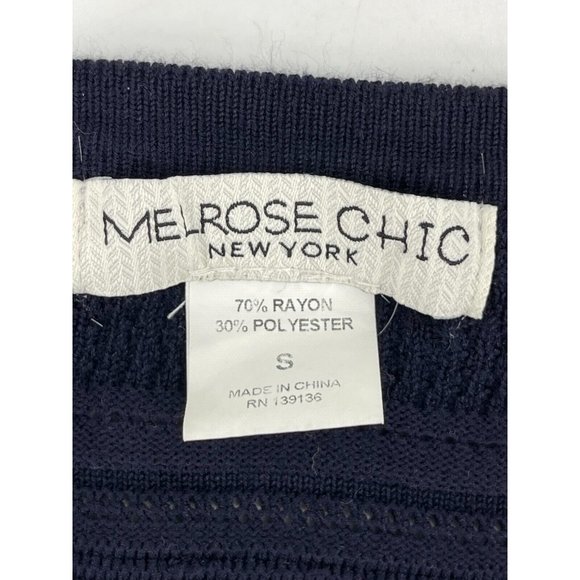 MELROSE CHIC
NEW YORK
70% RAYON
30% POLYESTER
S
MADE IN CHINA
RN 139136